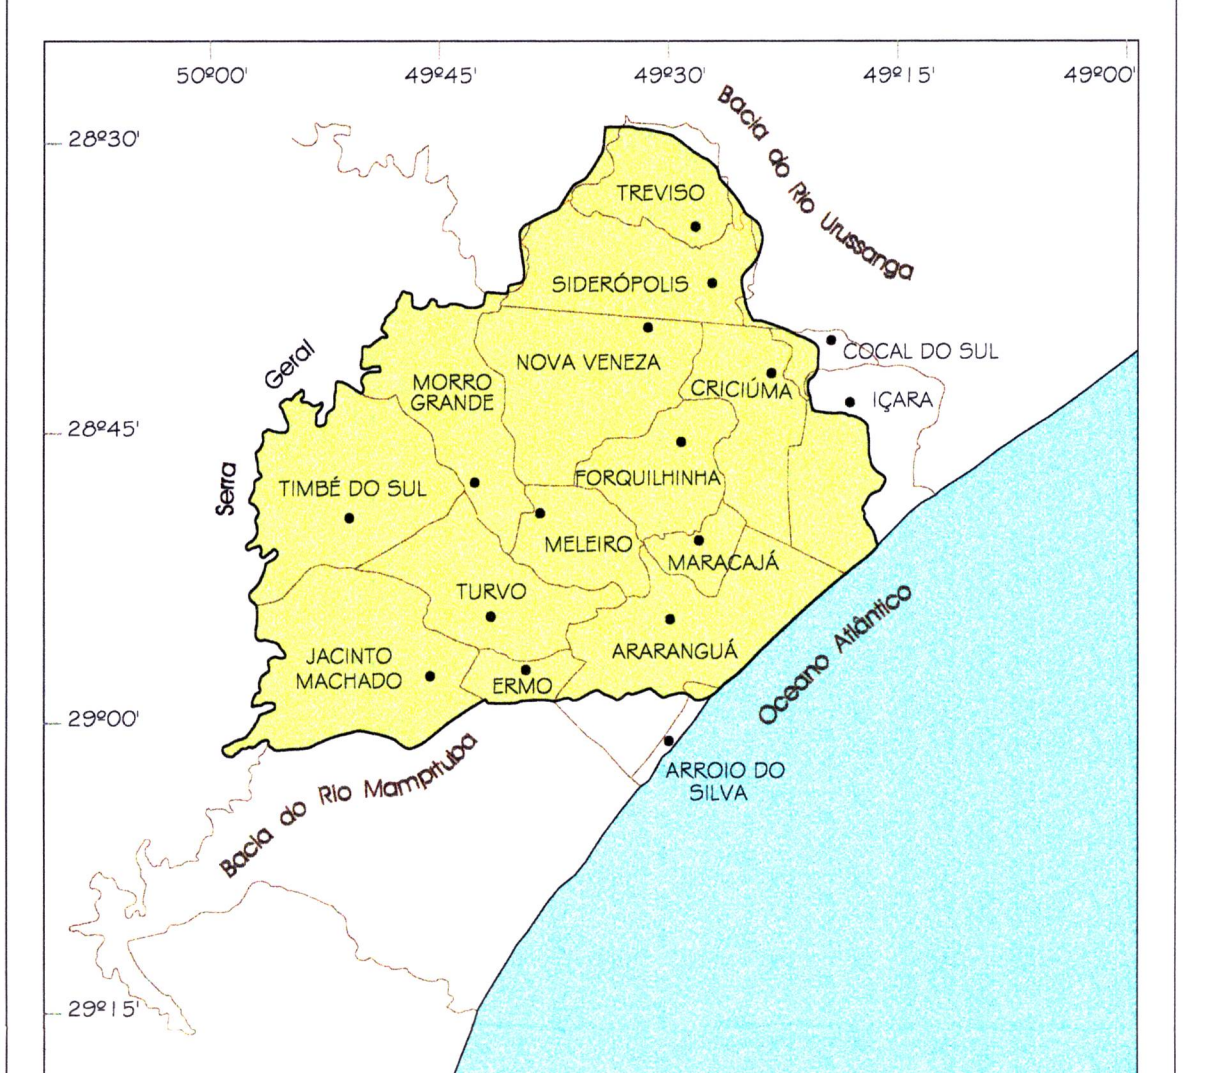 50º00' 49º45' 49º30' 49º15' 49º00'
28º30'
Bacia do Rio Urussanga
TREVISO
SIDERÓPOLIS
COCAL DO SUL
NOVA VENEZA
Geral
MORRO
GRANDE
CRICIÚMA
IÇARA
28º45'
Serra
TIMBÉ DO SUL
FORQUILHINHA
MELEIRO
MARACAJÁ
TURVO
Oceano Atlântico
JACINTO
MACHADO
ARARANGUÁ
ERMO
29º00'
Bacia do Rio Mampituba
ARROIO DO
SILVA
29º15'